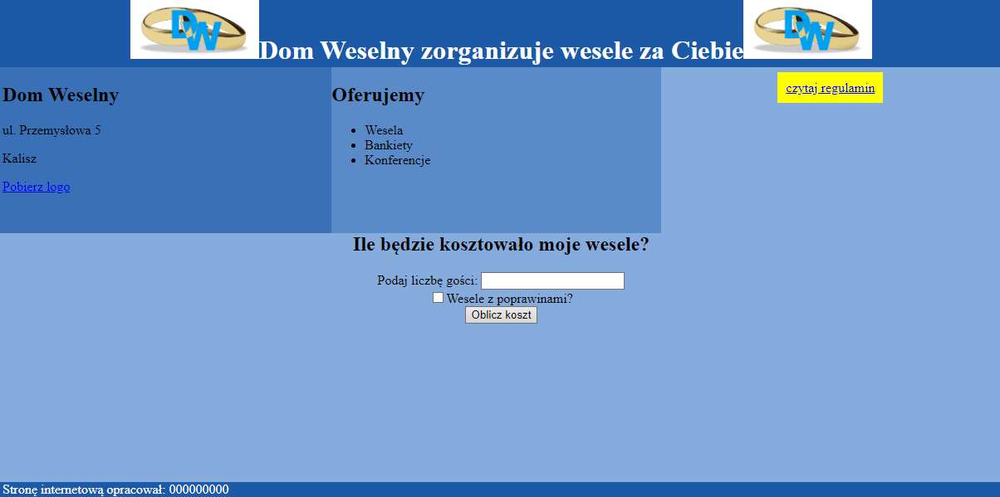 DW
Dom Weselny zorganizuje wesele za Ciebie
DW
Dom Weselny
ul. Przemysłowa 5
Kalisz
Pobierz logo
Oferujemy
Wesela
Bankiety
Konferencje
czytaj regulamin
Ile będzie kosztowało moje wesele?
Podaj liczbę gości:
Wesele z poprawinami?
Oblicz koszt
Stronę internetową opracował: 000000000